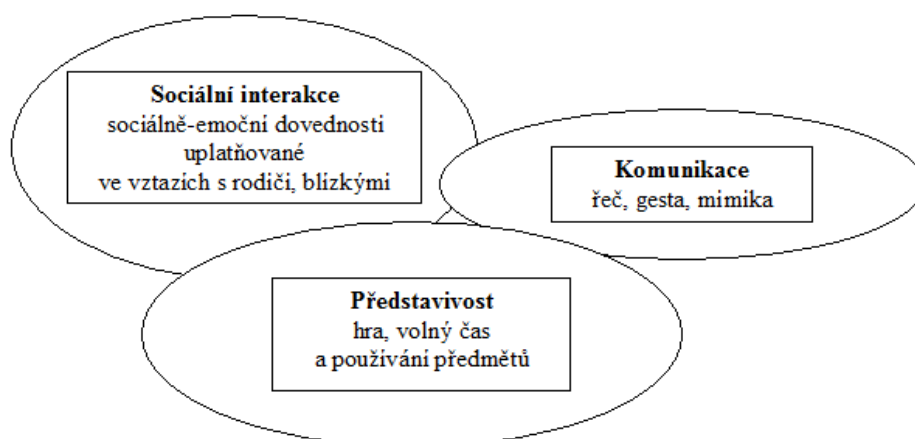 Sociální interakce
sociálně-emoční dovednosti
uplatňované
ve vztazích s rodiči, blízkými
Komunikace
řeč, gesta, mimika
Představivost
hra, volný čas
a používání předmětů